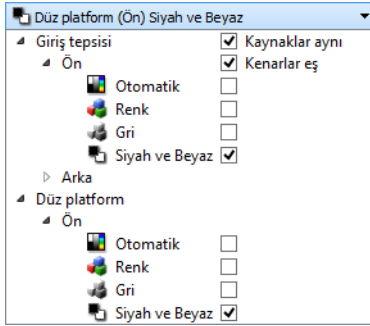 Düz platform (Ön) Siyah ve Beyaz
Giriş tepsisi Kaynaklar aynı
Ön Kenarlar eş
Otomatik
Renk
Gri
Siyah ve Beyaz
Arka
Düz platform
Ön
Otomatik
Renk
Gri
Siyah ve Beyaz